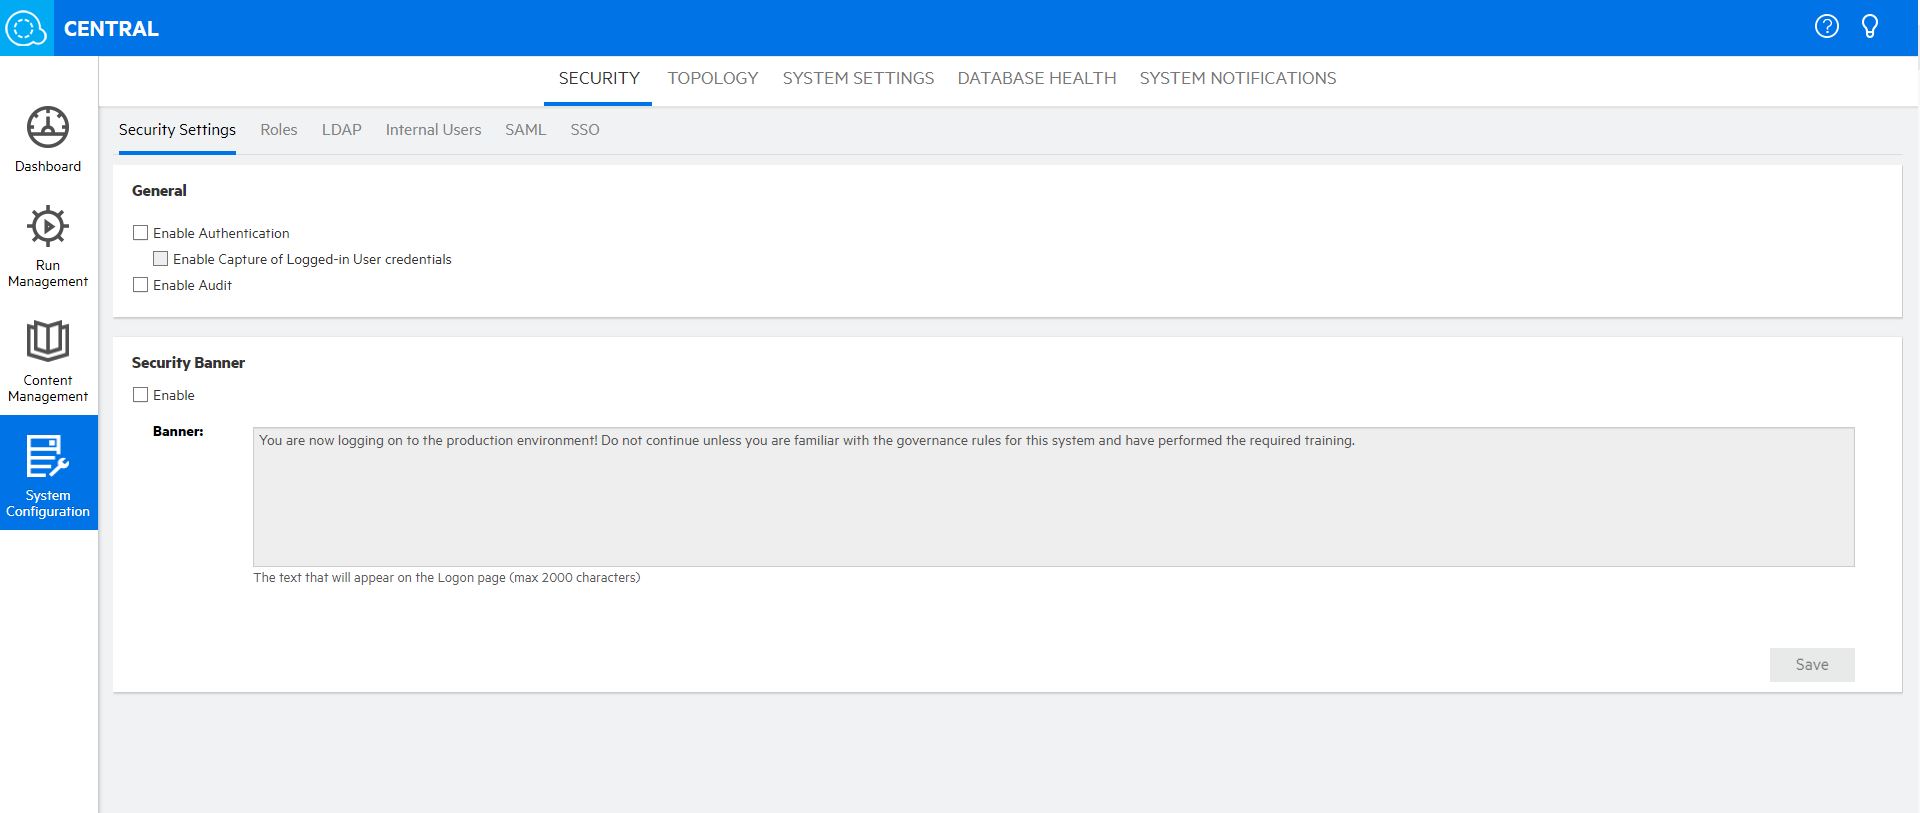 CENTRAL
SECURITY TOPOLOGY SYSTEM SETTINGS DATABASE HEALTH SYSTEM NOTIFICATIONS
Security Settings Roles LDAP Internal Users SAML SSO
Dashboard
Run
Management
Content
Management
System
Configuration
General
Enable Authentication
Enable Capture of Logged-in User credentials
Enable Audit
Security Banner
Enable
Banner:
You are now logging on to the production environment! Do not continue unless you are familiar with the governance rules for this system and have performed the required training.
The text that will appear on the Logon page (max 2000 characters)
Save